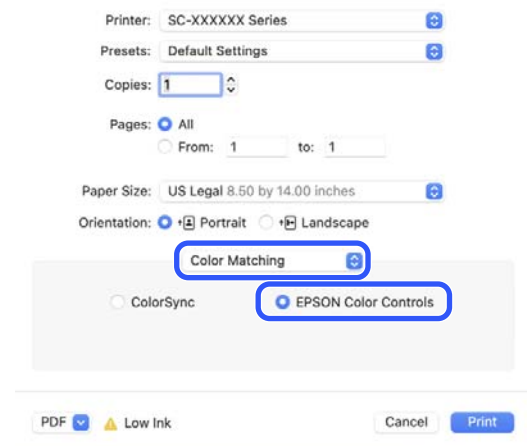 Printer: SC-XXXXXX Series
Presets: Default Settings
Copies: 1
Pages: All
From: 1 to: 1
Paper Size: US Legal 8.50 by 14.00 inches
Orientation: Portrait Landscape
Color Matching
ColorSync EPSON Color Controls
PDF Low Ink Cancel Print